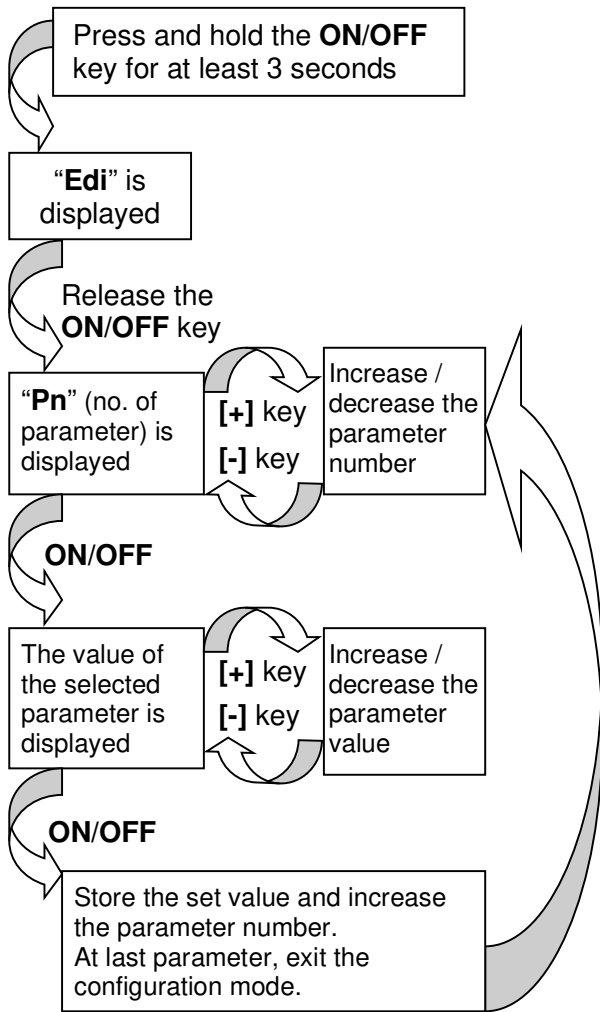 Press and hold the ON/OFF
key for at least 3 seconds
“Edi” is
displayed
Release the
ON/OFF key
“Pn” (no. of
parameter) is
displayed
[+] key
[-] key
Increase /
decrease the
parameter
number
ON/OFF
The value of
the selected
parameter is
displayed
[+] key
[-] key
Increase /
decrease the
parameter
value
ON/OFF
Store the set value and increase
the parameter number.
At last parameter, exit the
configuration mode.